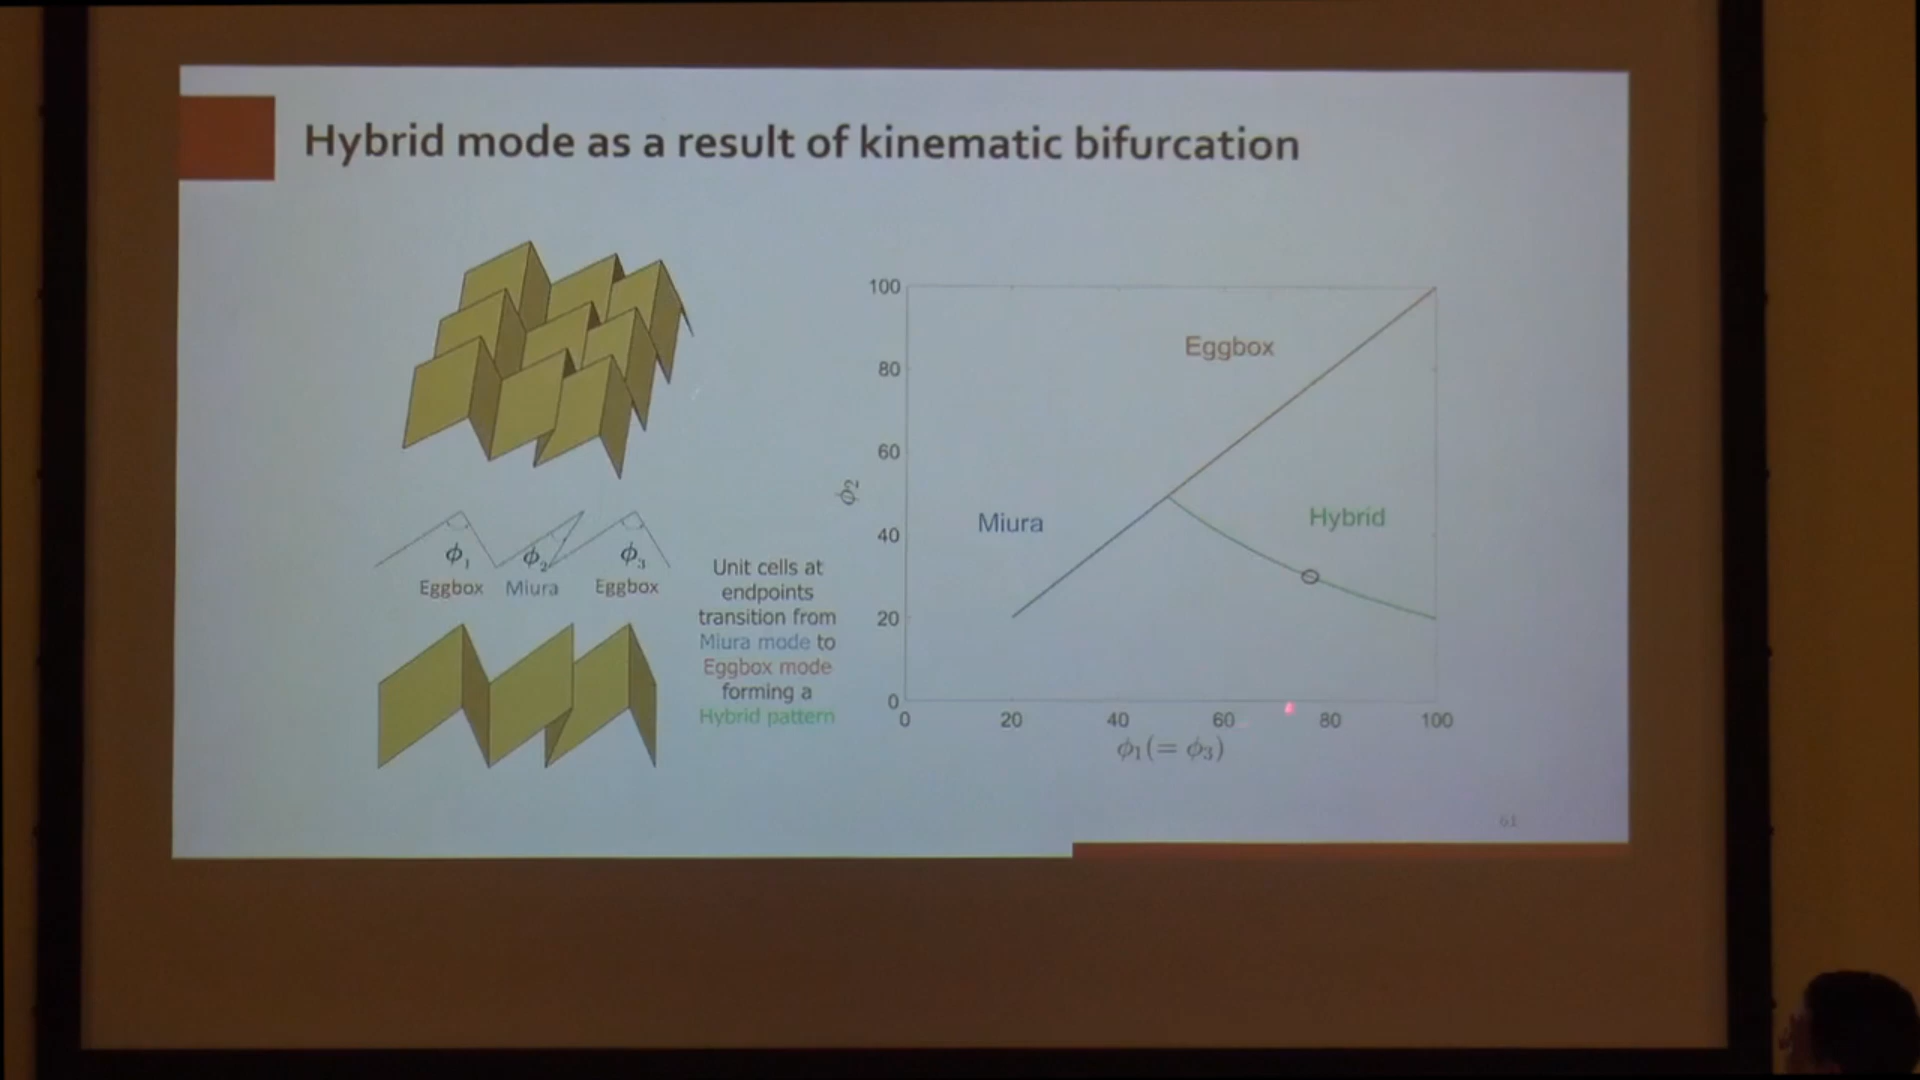 Hybrid mode as a result of kinematic bifurcation
ϕ1
ϕ2
ϕ3
Eggbox Miura Eggbox
Unit cells at
endpoints
transition from
Miura mode to
Eggbox mode
forming a
Hybrid pattern
100
80
60
40
20
0
ϕ2
Eggbox
Miura
Hybrid
0 20 40 60 80 100
ϕ1(= ϕ3)
61